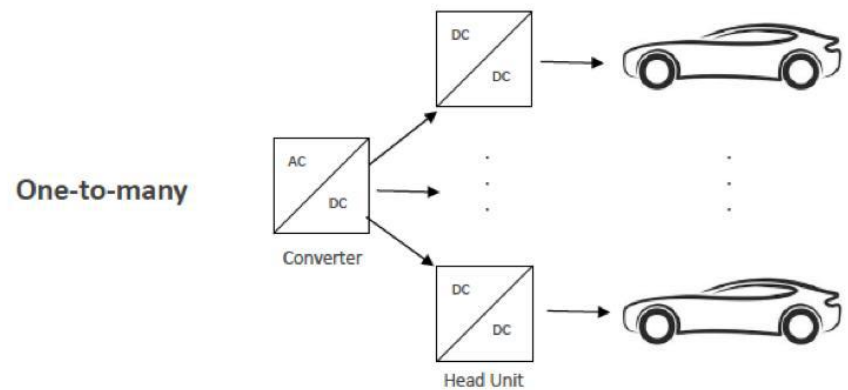 DC
DC
AC
One-to-many
DC
Converter
DC
DC
Head Unit